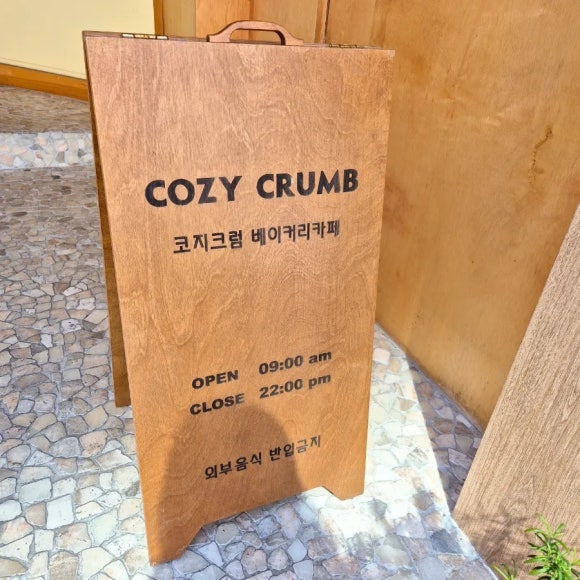 COZY CRUMB
코지크럼 베이커리카페
OPEN 09:00 am
CLOSE 22:00 pm
외부음식 반입금지